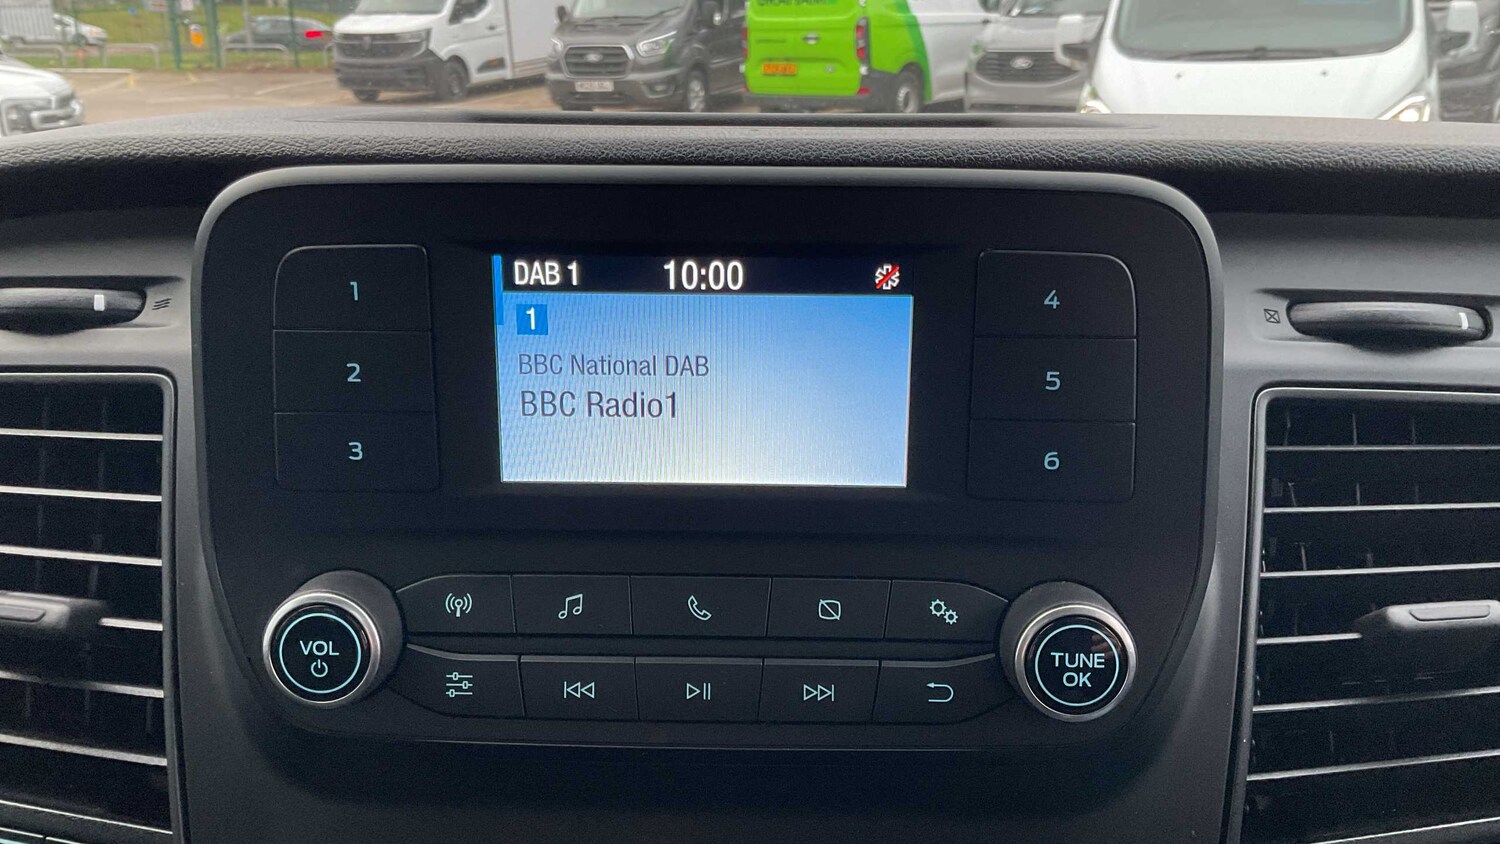 DAB 1 10:00
1
BBC National DAB
BBC Radio1
1
2
3
4
5
6
VOL
TUNE
OK